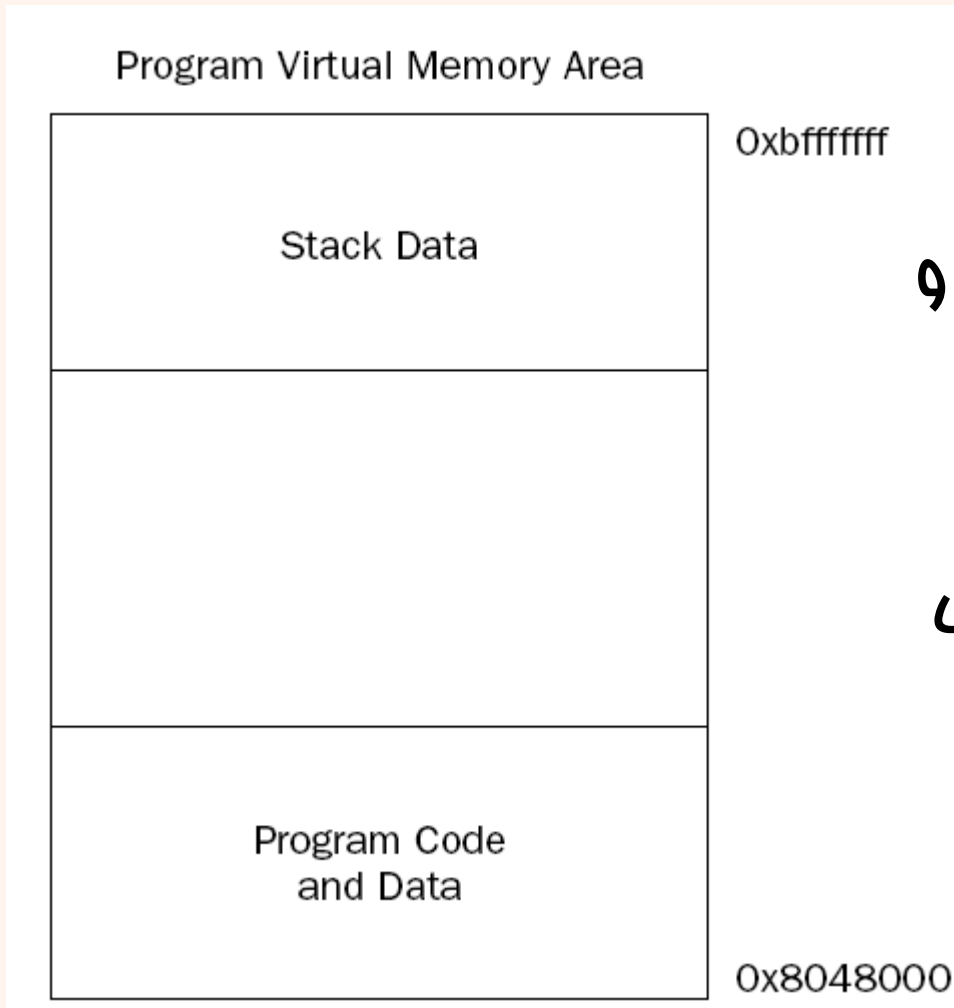 Program Virtual Memory Area
0xbfffffff
Stack Data
و
Program Code
and Data
0x8048000